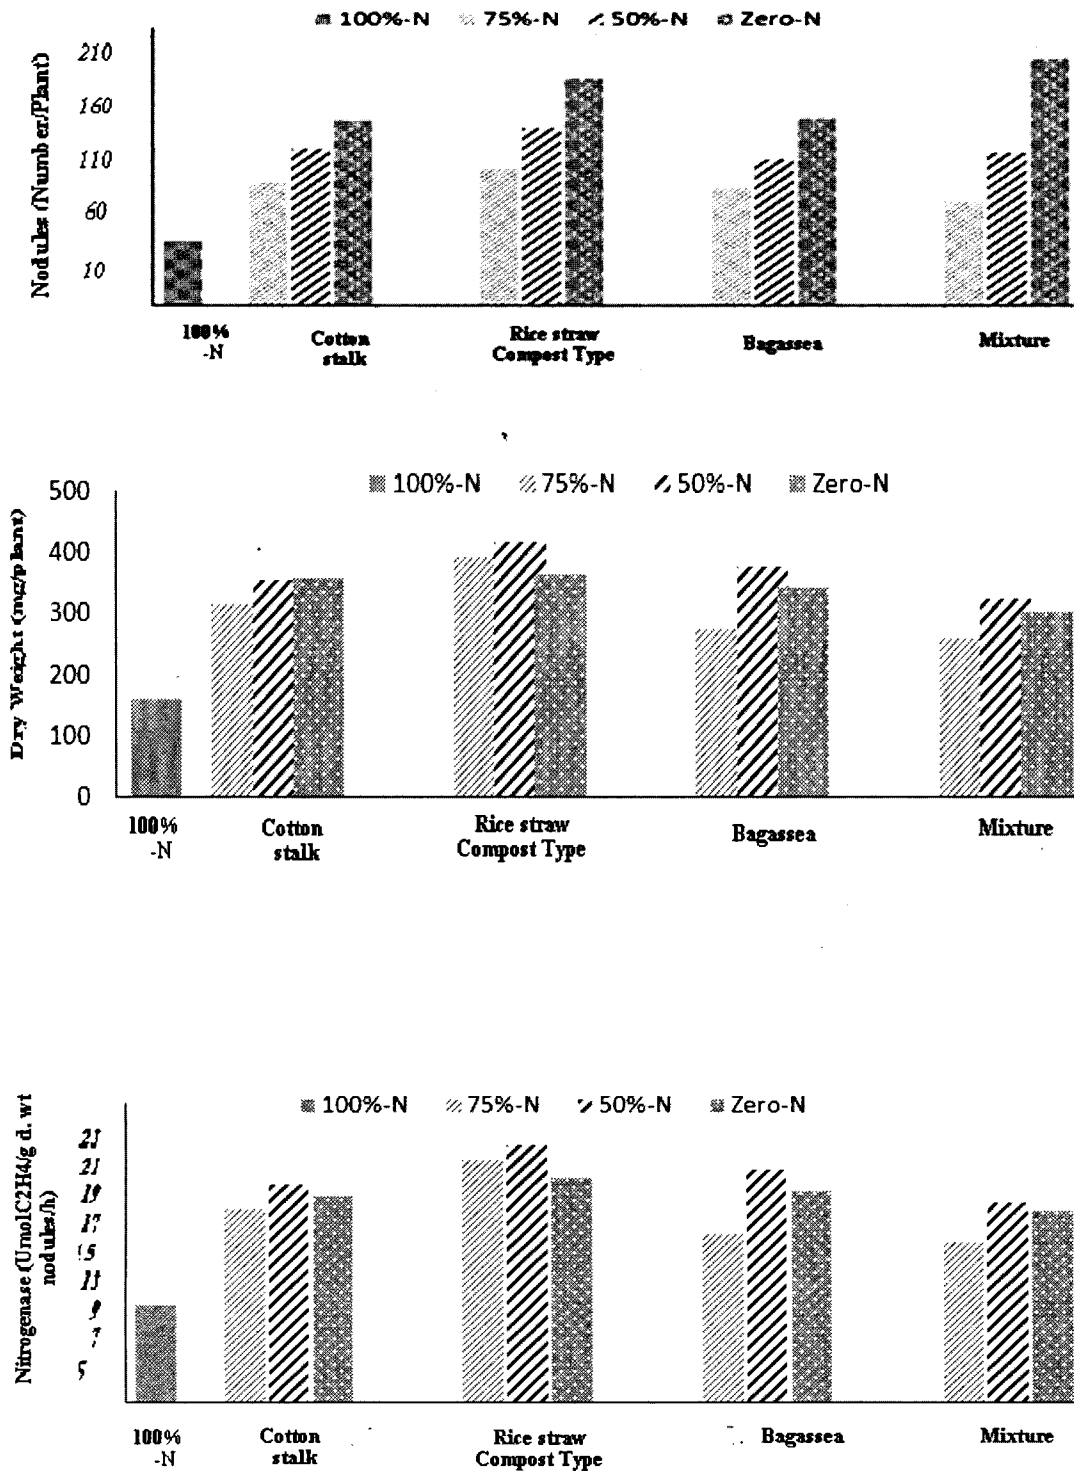 100%-N 75%-N 50%-N Zero-N
Nodules (Number/Plant)
210
160
110
60
10
100%
-N
Cotton
stalk
Rice straw
Compost Type
Bagassea
Mixture
100%-N 75%-N 50%-N Zero-N
Dry Weight (mg/plant)
500
400
300
200
100
0
100%
-N
Cotton
stalk
Rice straw
Compost Type
Bagassea
Mixture
100%-N 75%-N 50%-N Zero-N
Nitrogenase (UmolC2H4/g d. wt
nodules/h)
21
19
17
15
9
7
5
100%
-N
Cotton
stalk
Rice straw
Compost Type
Bagassea
Mixture